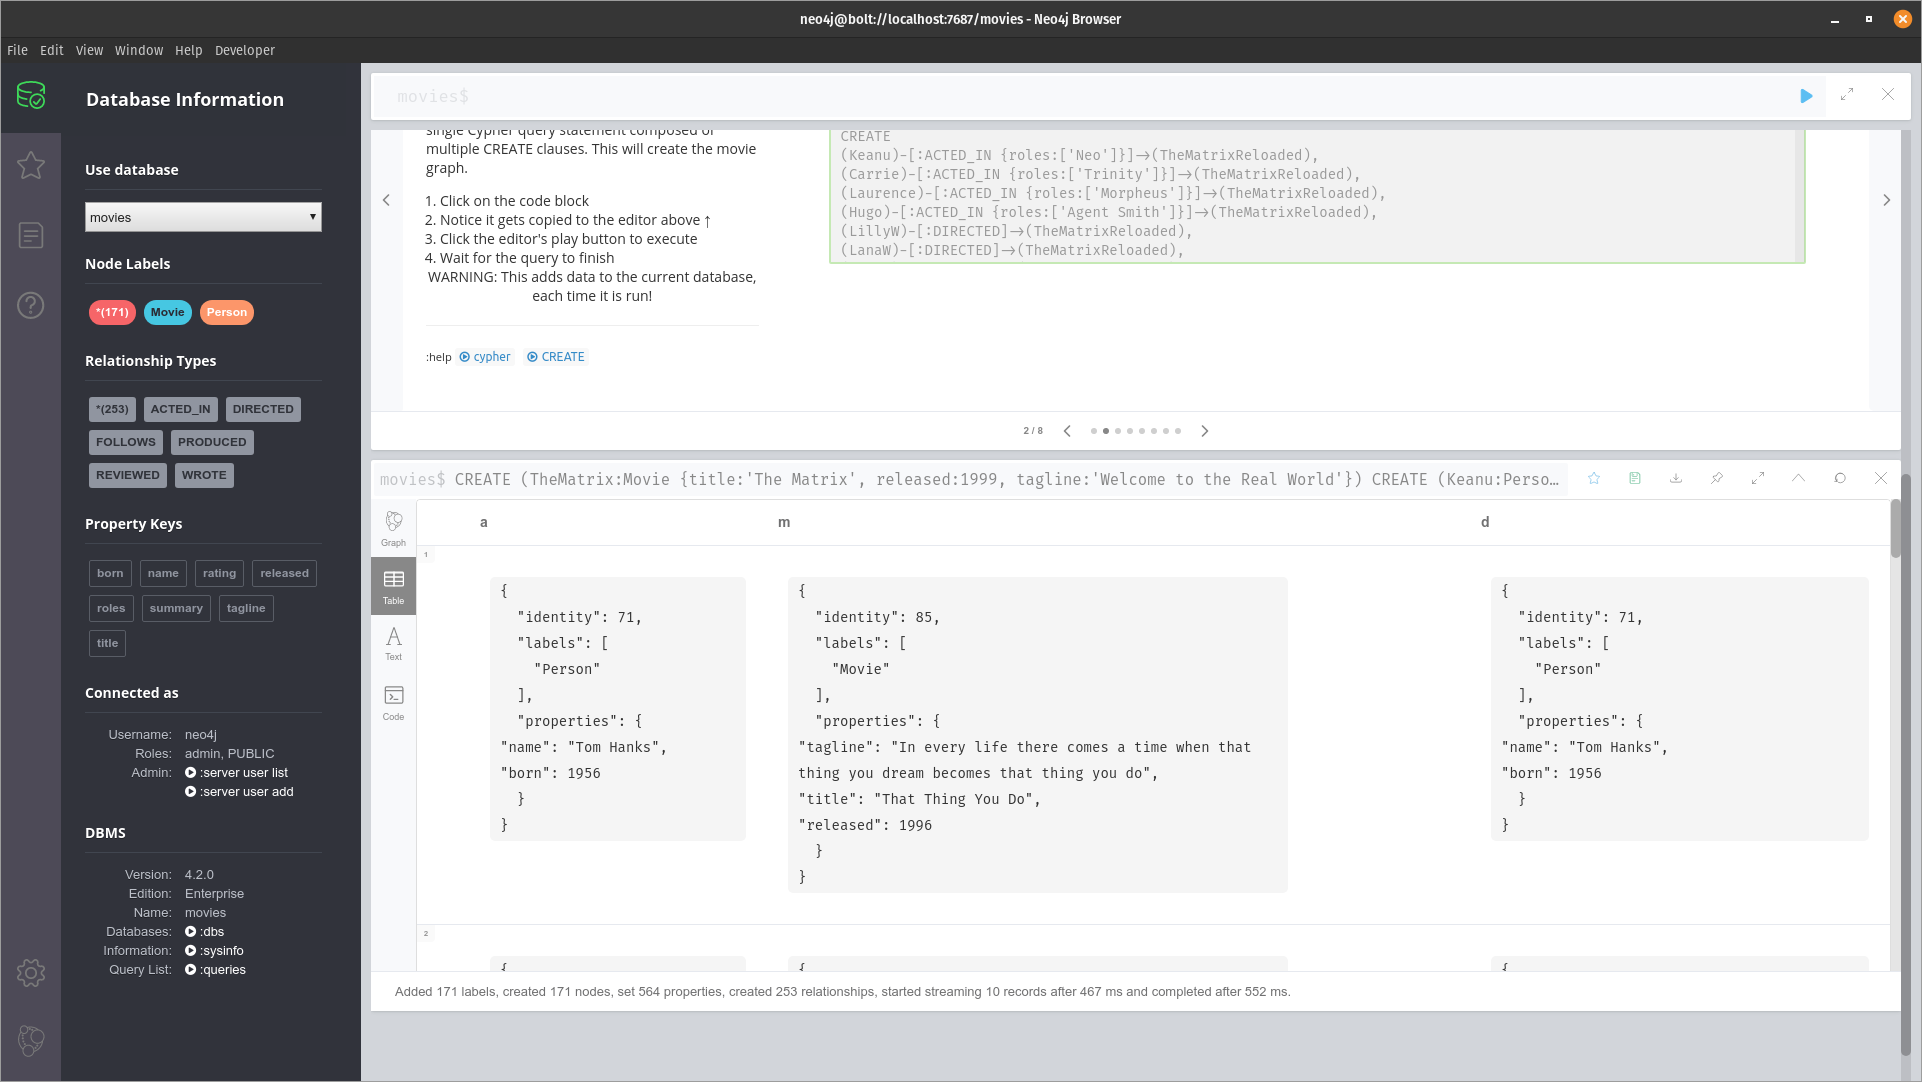 neo4j@bolt://localhost:7687/movies - Neo4j Browser
File Edit View Window Help Developer
Database Information
Use database
movies
Node Labels
*(171) Movie Person
Relationship Types
*(253) ACTED_IN DIRECTED
FOLLOWS PRODUCED
REVIEWED WROTE
Property Keys
born name rating released
roles summary tagline
title
Connected as
Username: neo4j
Roles: admin, PUBLIC
Admin: :server user list
:server user add
DBMS
Version: 4.2.0
Edition: Enterprise
Name: movies
Databases: :dbs
Information: :sysinfo
Query List: :queries
movies$
single Cypher query statement composed of
multiple CREATE clauses. This will create the movie
graph.
1. Click on the code block
2. Notice it gets copied to the editor above ↑
3. Click the editor's play button to execute
4. Wait for the query to finish
WARNING: This adds data to the current database,
each time it is run!
:help cypher CREATE
CREATE
(Keanu)-[:ACTED_IN {roles:['Neo']}]->(TheMatrixReloaded),
(Carrie)-[:ACTED_IN {roles:['Trinity']}]->(TheMatrixReloaded),
(Laurence)-[:ACTED_IN {roles:['Morpheus']}]->(TheMatrixReloaded),
(Hugo)-[:ACTED_IN {roles:['Agent Smith']}]->(TheMatrixReloaded),
(LillyW)-[:DIRECTED]->(TheMatrixReloaded),
(LanaW)-[:DIRECTED]->(TheMatrixReloaded),
2 / 8
movies$ CREATE (TheMatrix:Movie {title:'The Matrix', released:1999, tagline:'Welcome to the Real World'}) CREATE (Keanu:Perso…
Graph
Table
Text
Code
a m d
1
{
"identity": 71,
"labels": [
"Person"
],
"properties": {
"name": "Tom Hanks",
"born": 1956
}
}
{
"identity": 85,
"labels": [
"Movie"
],
"properties": {
"tagline": "In every life there comes a time when that
thing you dream becomes that thing you do",
"title": "That Thing You Do",
"released": 1996
}
}
{
"identity": 71,
"labels": [
"Person"
],
"properties": {
"name": "Tom Hanks",
"born": 1956
}
}
2
{ { {
Added 171 labels, created 171 nodes, set 564 properties, created 253 relationships, started streaming 10 records after 467 ms and completed after 552 ms.